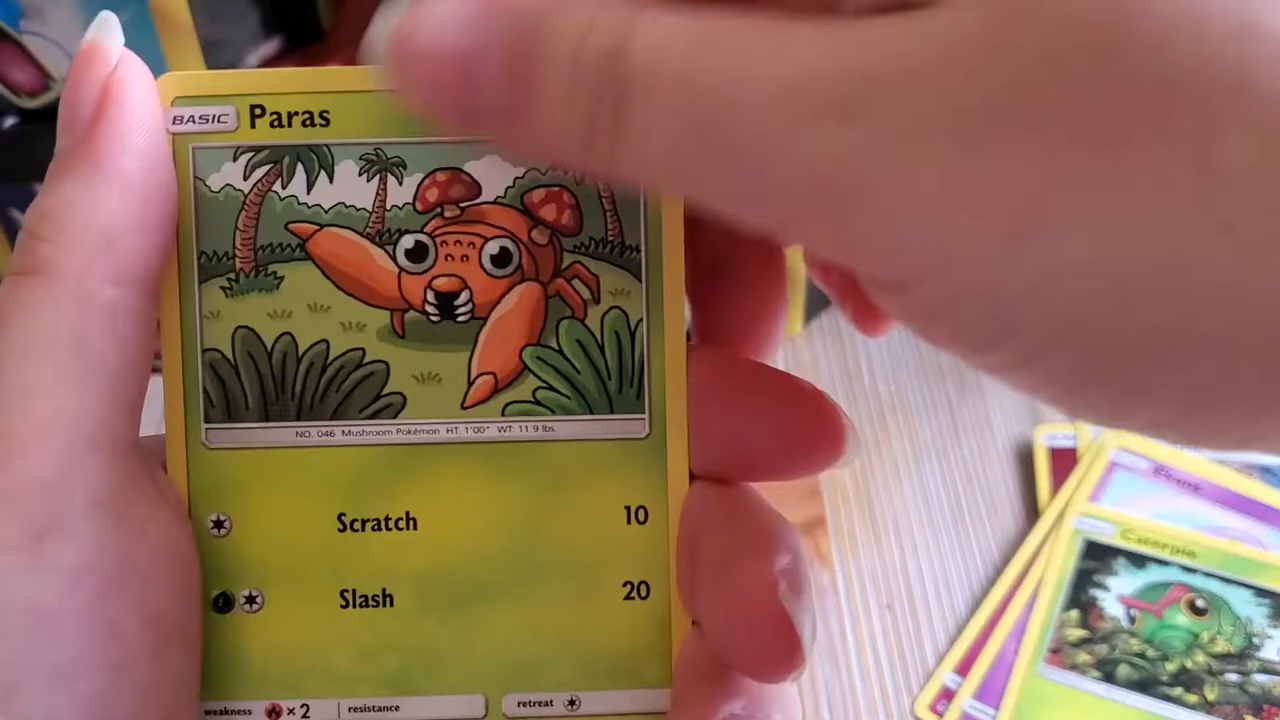 BASIC Paras
NO. 046 Mushroom Pokémon HT: 1'00" WT: 11.9 lbs.
Scratch 10
Slash 20
weakness ×2 resistance retreat
Caterpie